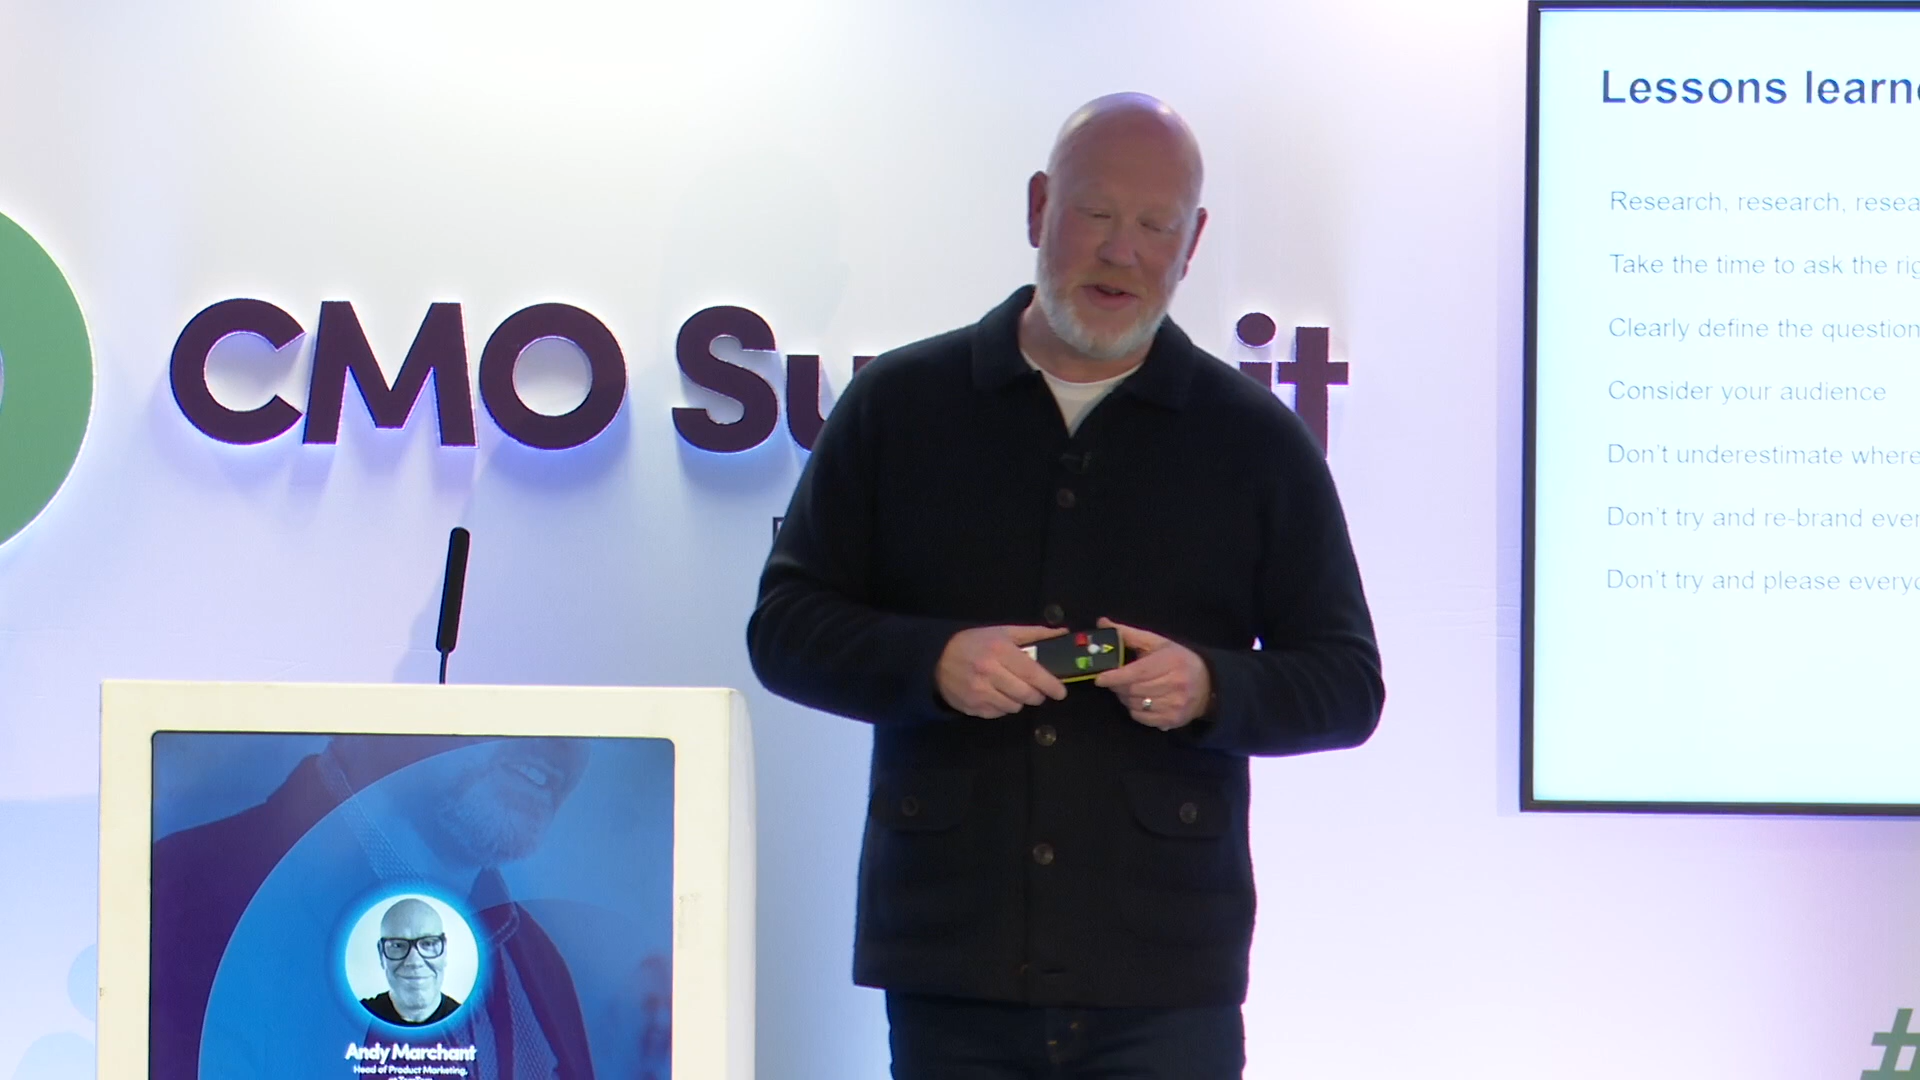 CMO Su it
Lessons learn
Research, research, resea
Take the time to ask the rig
Clearly define the question
Consider your audience
Don't underestimate where
Don't try and re-brand ever
Don't try and please everyo
Andy Marchant
Head of Product Marketing,
#